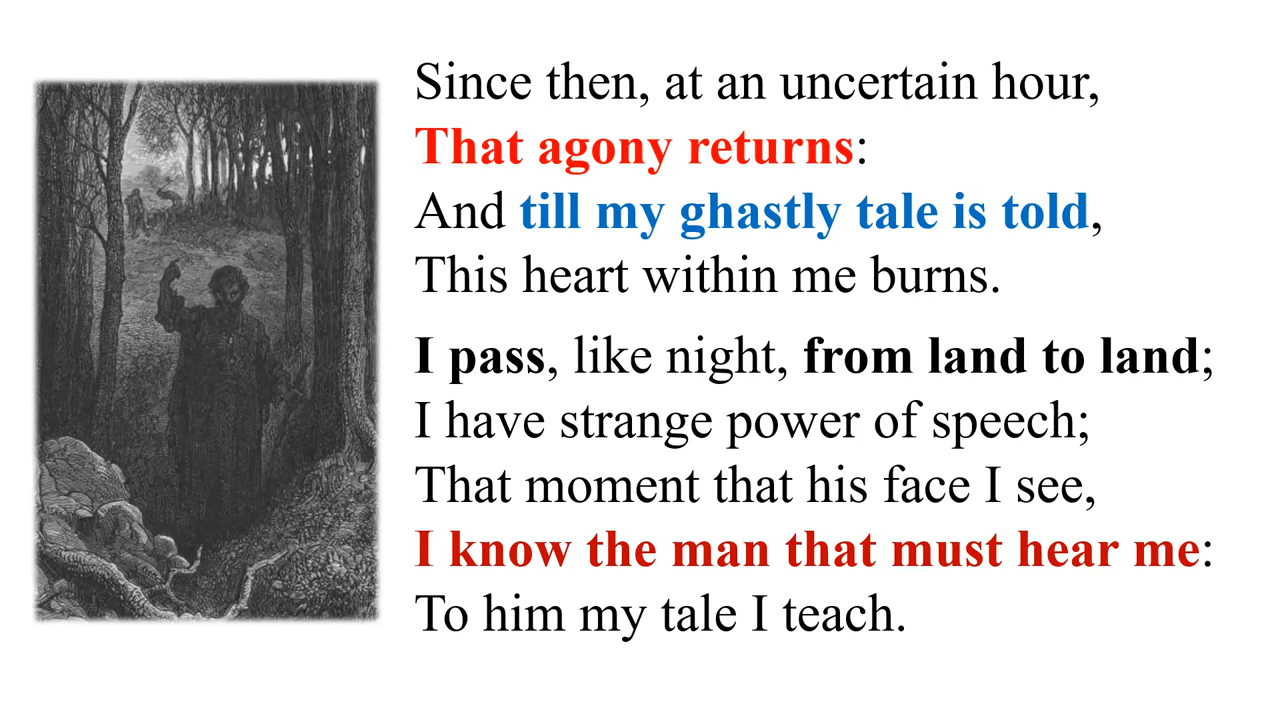 Since then, at an uncertain hour,
That agony returns:
And till my ghastly tale is told,
This heart within me burns.
I pass, like night, from land to land;
I have strange power of speech;
That moment that his face I see,
I know the man that must hear me:
To him my tale I teach.